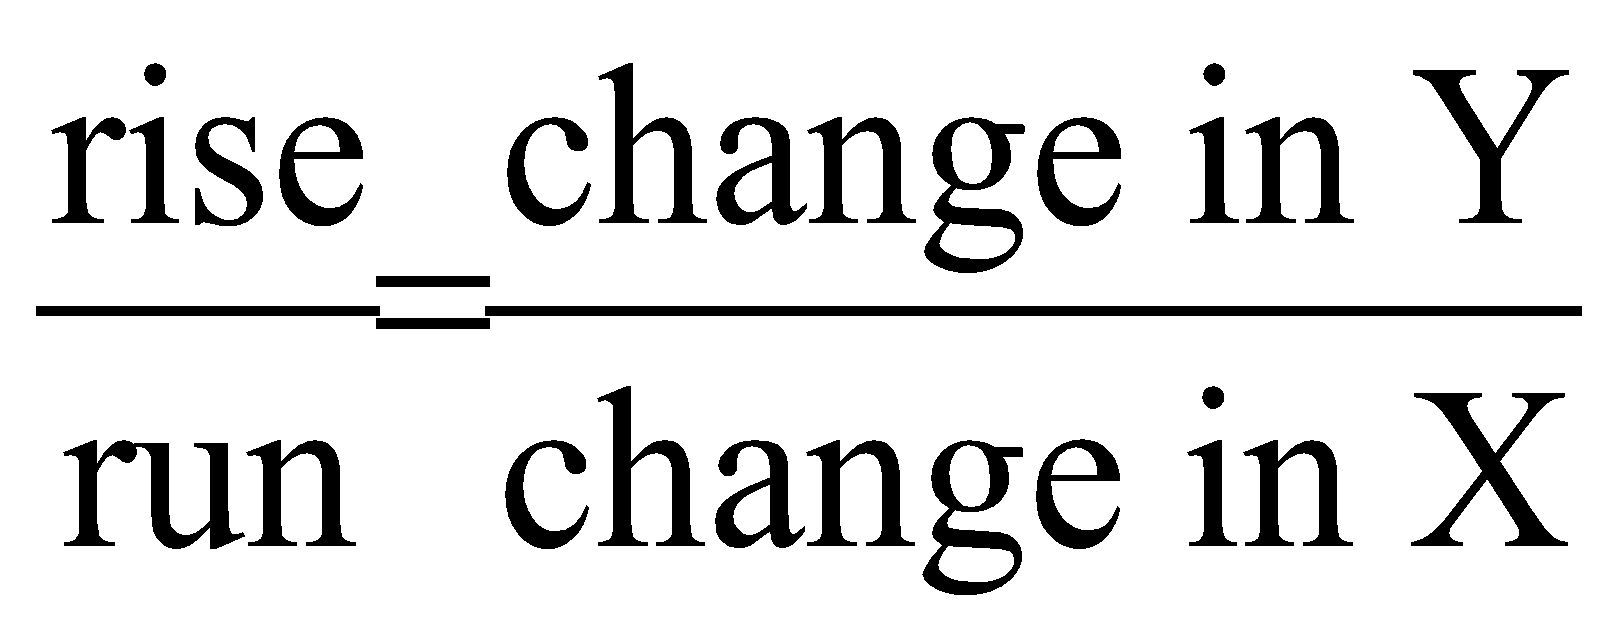 rise = change in Y
run change in X